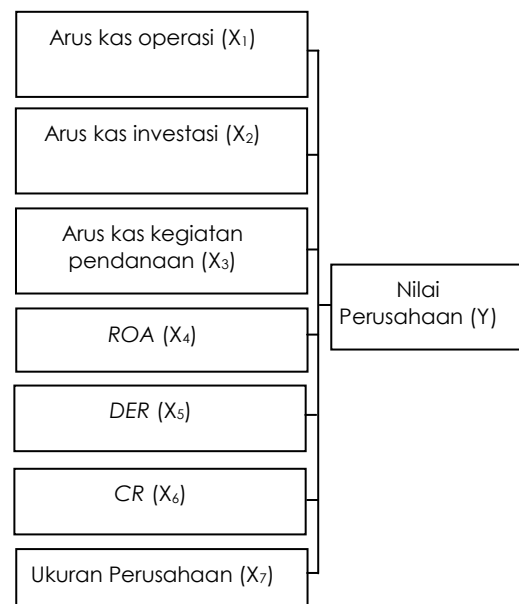 Arus kas operasi (X₁)
Arus kas investasi (X₂)
Arus kas kegiatan
pendanaan (X₃)
ROA (X₄)
DER (X₅)
CR (X₆)
Ukuran Perusahaan (X₇)
Nilai
Perusahaan (Y)